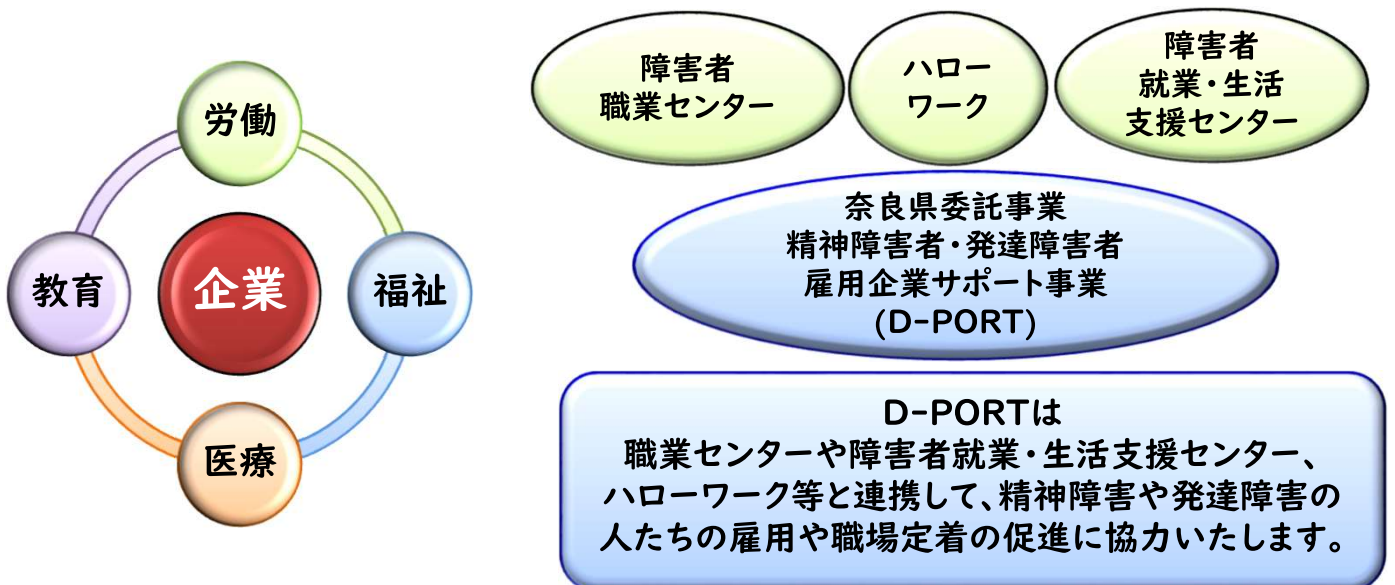 労働
教育
企業
福祉
医療
障害者
職業センター
ハロー
ワーク
障害者
就業・生活
支援センター
奈良県委託事業
精神障害者・発達障害者
雇用企業サポート事業
(D-PORT)
D-PORTは
職業センターや障害者就業・生活支援センター、
ハローワーク等と連携して、精神障害や発達障害の
人たちの雇用や職場定着の促進に協力いたします。